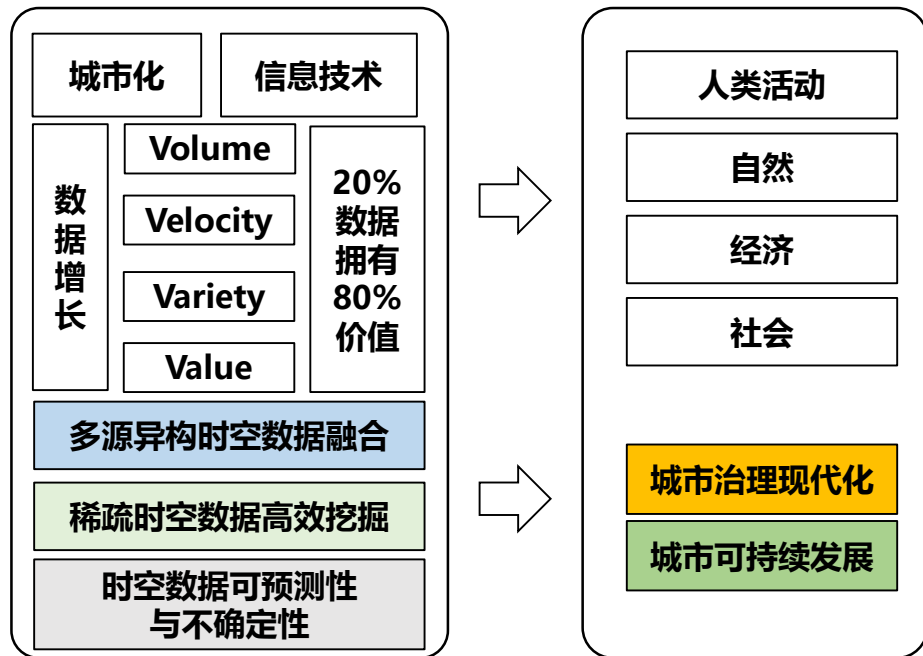 城市化
信息技术
数据增长
Volume
Velocity
Variety
Value
20%
数据
拥有
80%
价值
多源异构时空数据融合
稀疏时空数据高效挖掘
时空数据可预测性
与不确定性
人类活动
自然
经济
社会
城市治理现代化
城市可持续发展